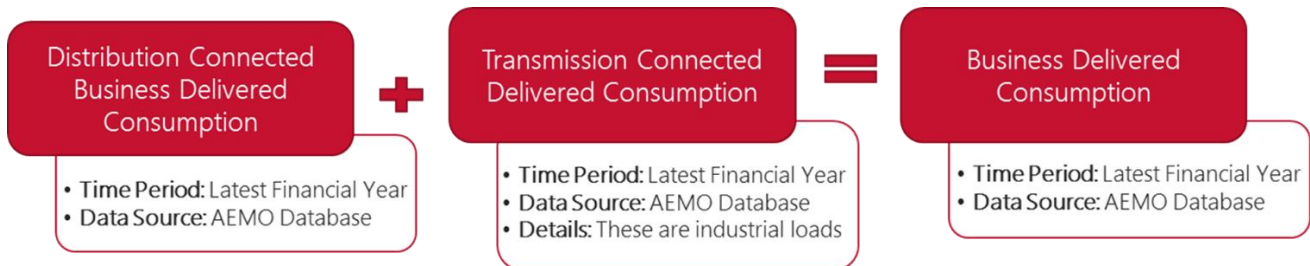 Distribution Connected
Business Delivered
Consumption
• Time Period: Latest Financial Year
• Data Source: AEMO Database
+
Transmission Connected
Delivered Consumption
• Time Period: Latest Financial Year
• Data Source: AEMO Database
• Details: These are industrial loads
=
Business Delivered
Consumption
• Time Period: Latest Financial Year
• Data Source: AEMO Database